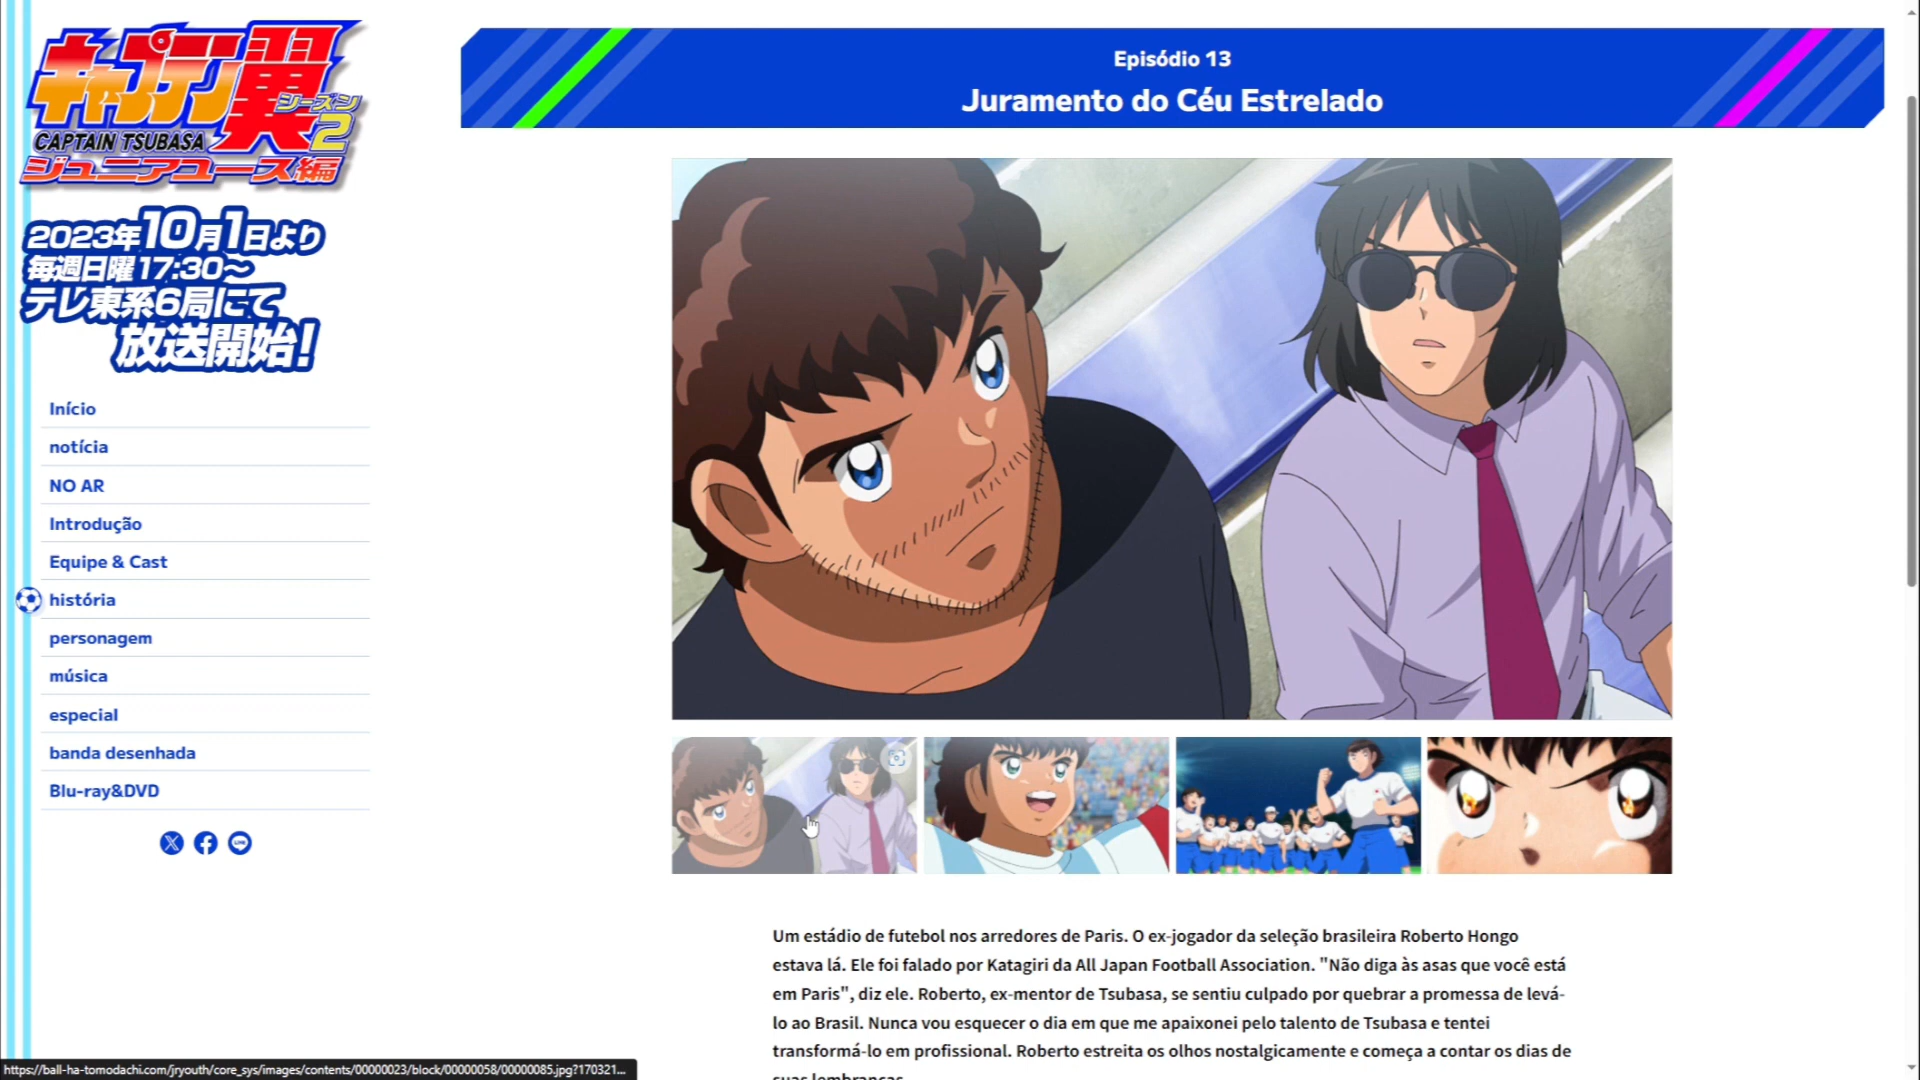 キャプテン翼
シーズン2
CAPTAIN TSUBASA
ジュニアユース編
2023年10月1日より
毎週日曜17:30〜
テレ東系6局にて
放送開始!
Início
notícia
NO AR
Introdução
Equipe & Cast
história
personagem
música
especial
banda desenhada
Blu-ray&DVD
Episódio 13
Juramento do Céu Estrelado
Um estádio de futebol nos arredores de Paris. O ex-jogador da seleção brasileira Roberto Hongo
estava lá. Ele foi falado por Katagiri da All Japan Football Association. "Não diga às asas que você está
em Paris", diz ele. Roberto, ex-mentor de Tsubasa, se sentiu culpado por quebrar a promessa de levá-
lo ao Brasil. Nunca vou esquecer o dia em que me apaixonei pelo talento de Tsubasa e tentei
transformá-lo em profissional. Roberto estreita os olhos nostalgicamente e começa a contar os dias de
suas lembranças
https://ball-ha-tomodachi.com/jryouth/core_sys/images/contents/00000023/block/00000058/00000085.jpg?170321...